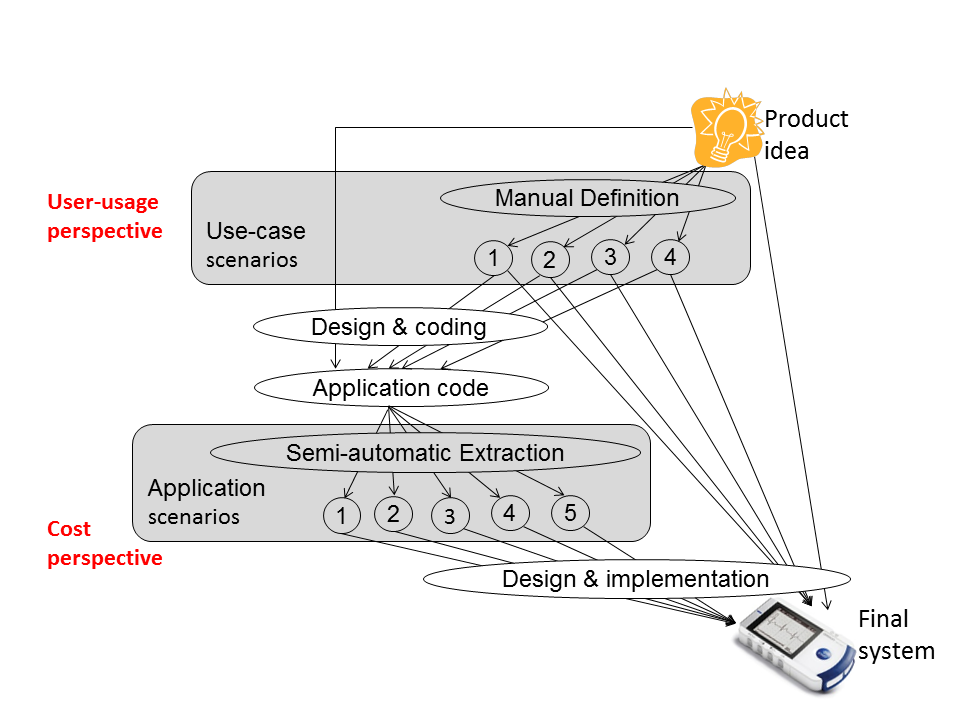 Product
idea
User-usage
perspective
Manual Definition
Use-case
scenarios
1 2 3 4
Design & coding
Application code
Semi-automatic Extraction
Application
scenarios
1 2 3 4 5
Cost
perspective
Design & implementation
Final
system